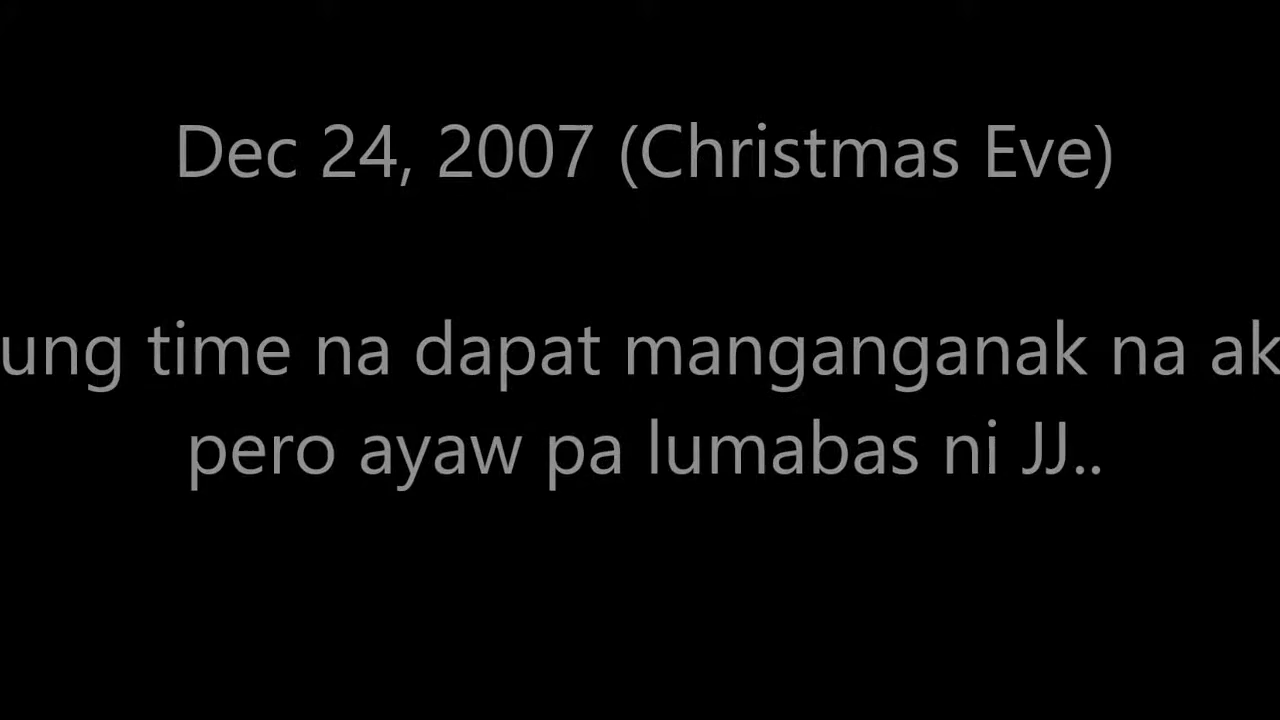 Dec 24, 2007 (Christmas Eve)
ung time na dapat manganganak na ak
pero ayaw pa lumabas ni JJ..